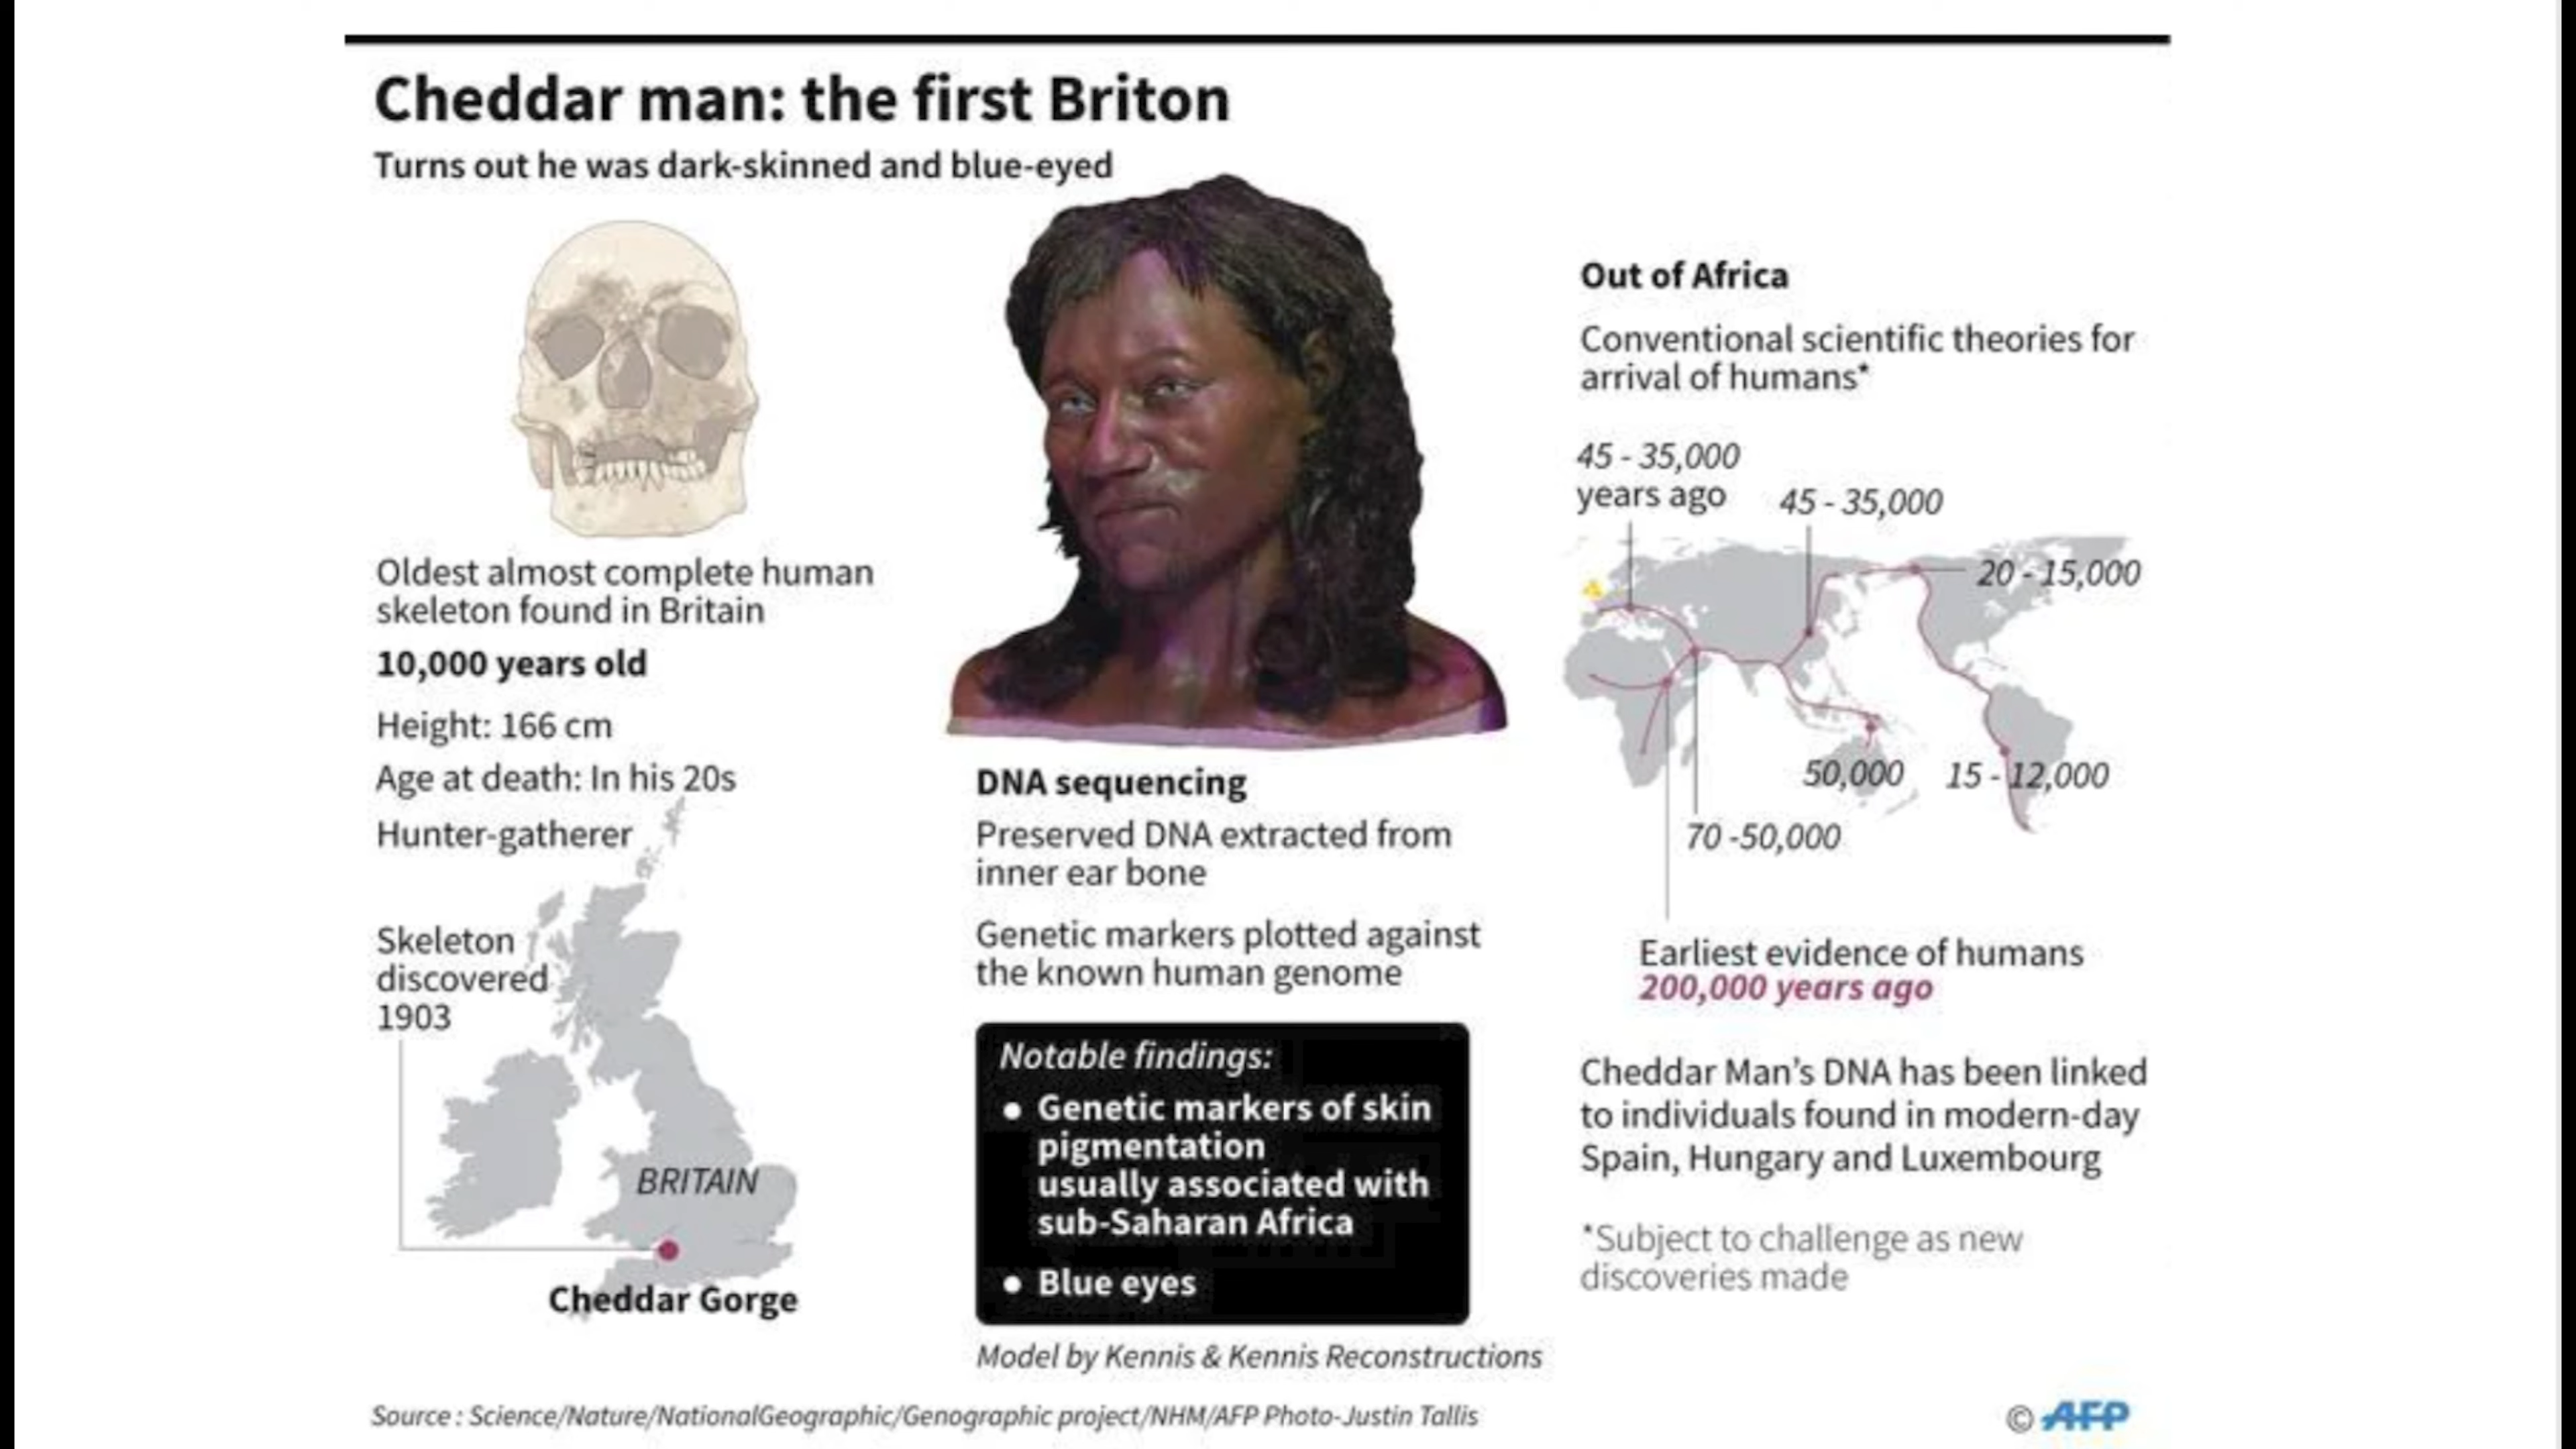 Cheddar man: the first Briton
Turns out he was dark-skinned and blue-eyed
Oldest almost complete human
skeleton found in Britain
10,000 years old
Height: 166 cm
Age at death: In his 20s
Hunter-gatherer
Skeleton
discovered
1903
BRITAIN
Cheddar Gorge
DNA sequencing
Preserved DNA extracted from
inner ear bone
Genetic markers plotted against
the known human genome
Notable findings:
● Genetic markers of skin
pigmentation
usually associated with
sub-Saharan Africa
● Blue eyes
Model by Kennis & Kennis Reconstructions
Out of Africa
Conventional scientific theories for
arrival of humans*
45 - 35,000
years ago
45 - 35,000
20 - 15,000
50,000
15 - 12,000
70 -50,000
Earliest evidence of humans
200,000 years ago
Cheddar Man's DNA has been linked
to individuals found in modern-day
Spain, Hungary and Luxembourg
*Subject to challenge as new
discoveries made
Source : Science/Nature/NationalGeographic/Genographic project/NHM/AFP Photo-Justin Tallis
© AFP